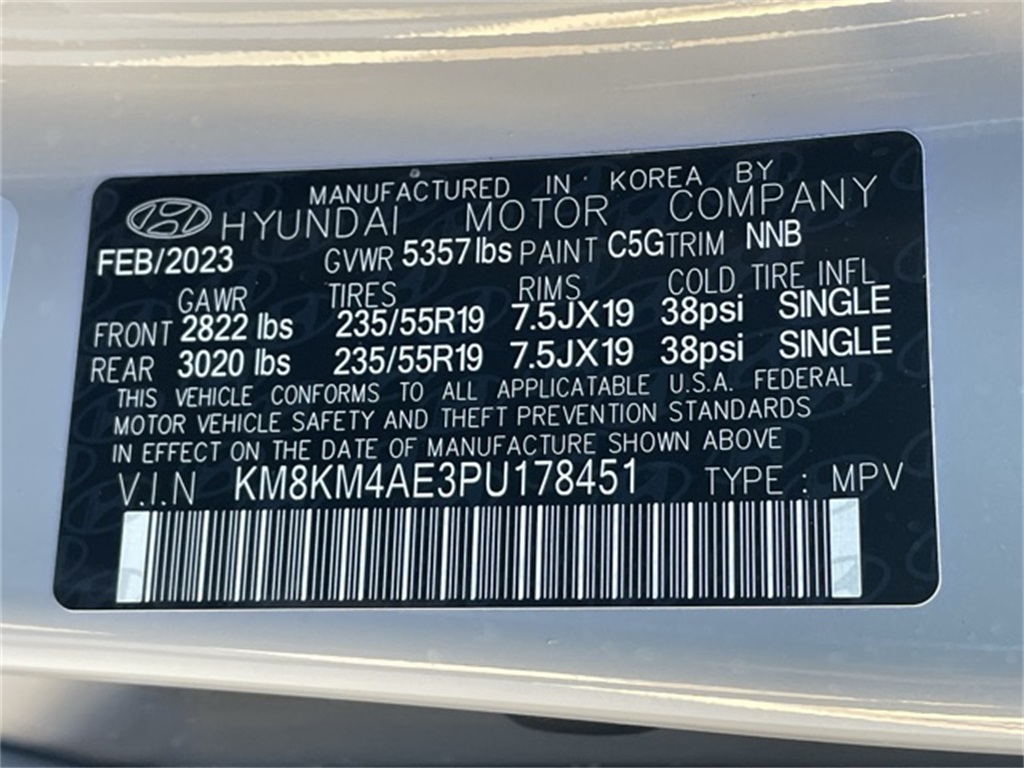 MANUFACTURED IN KOREA BY
HYUNDAI MOTOR COMPANY
FEB/2023 GVWR 5357lbs PAINT C5G TRIM NNB
GAWR TIRES RIMS COLD TIRE INFL
FRONT 2822 lbs 235/55R19 7.5JX19 38psi SINGLE
REAR 3020 lbs 235/55R19 7.5JX19 38psi SINGLE
THIS VEHICLE CONFORMS TO ALL APPLICATABLE U.S.A. FEDERAL
MOTOR VEHICLE SAFETY AND THEFT PREVENTION STANDARDS
IN EFFECT ON THE DATE OF MANUFACTURE SHOWN ABOVE
V.I.N KM8KM4AE3PU178451 TYPE : MPV